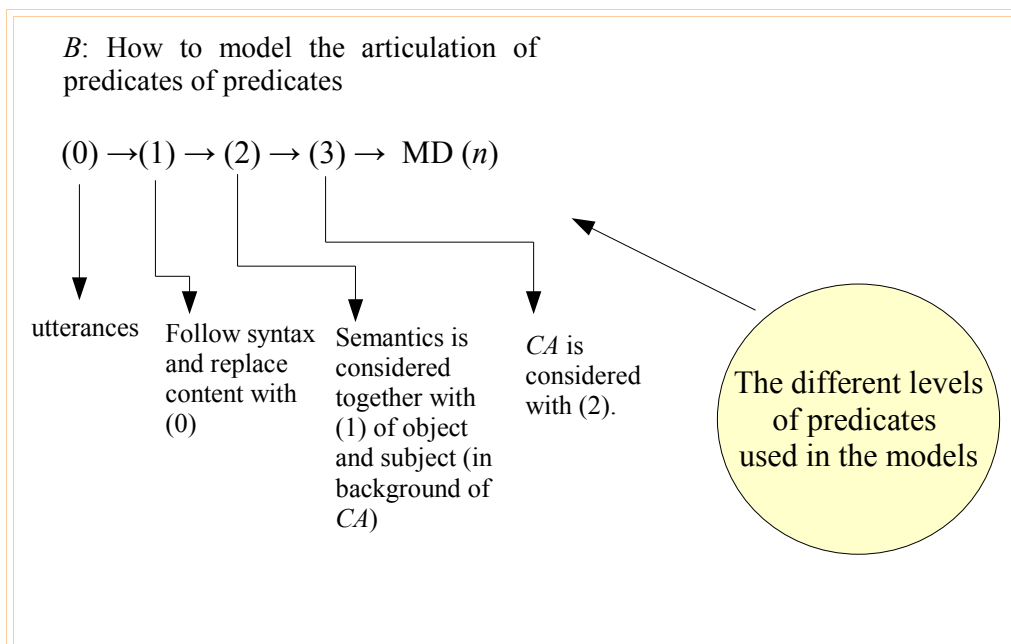 B: How to model the articulation of
predicates of predicates
(0) →(1) → (2) → (3) → MD (n)
utterances
Follow syntax
and replace
content with
(0)
Semantics is
considered
together with
(1) of object
and subject (in
background of
CA)
CA is
considered
with (2).
The different levels
of predicates
used in the models